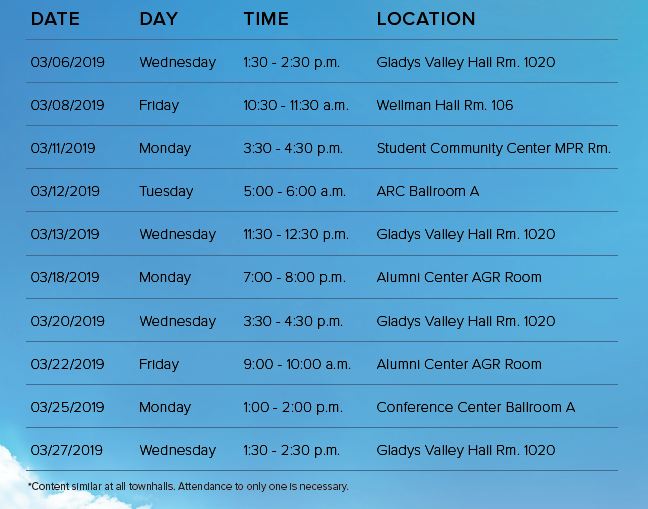 DATE DAY TIME LOCATION
03/06/2019 Wednesday 1:30 - 2:30 p.m. Gladys Valley Hall Rm. 1020
03/08/2019 Friday 10:30 - 11:30 a.m. Wellman Hall Rm. 106
03/11/2019 Monday 3:30 - 4:30 p.m. Student Community Center MPR Rm.
03/12/2019 Tuesday 5:00 - 6:00 a.m. ARC Ballroom A
03/13/2019 Wednesday 11:30 - 12:30 p.m. Gladys Valley Hall Rm. 1020
03/18/2019 Monday 7:00 - 8:00 p.m. Alumni Center AGR Room
03/20/2019 Wednesday 3:30 - 4:30 p.m. Gladys Valley Hall Rm. 1020
03/22/2019 Friday 9:00 - 10:00 a.m. Alumni Center AGR Room
03/25/2019 Monday 1:00 - 2:00 p.m. Conference Center Ballroom A
03/27/2019 Wednesday 1:30 - 2:30 p.m. Gladys Valley Hall Rm. 1020
*Content similar at all townhalls. Attendance to only one is necessary.